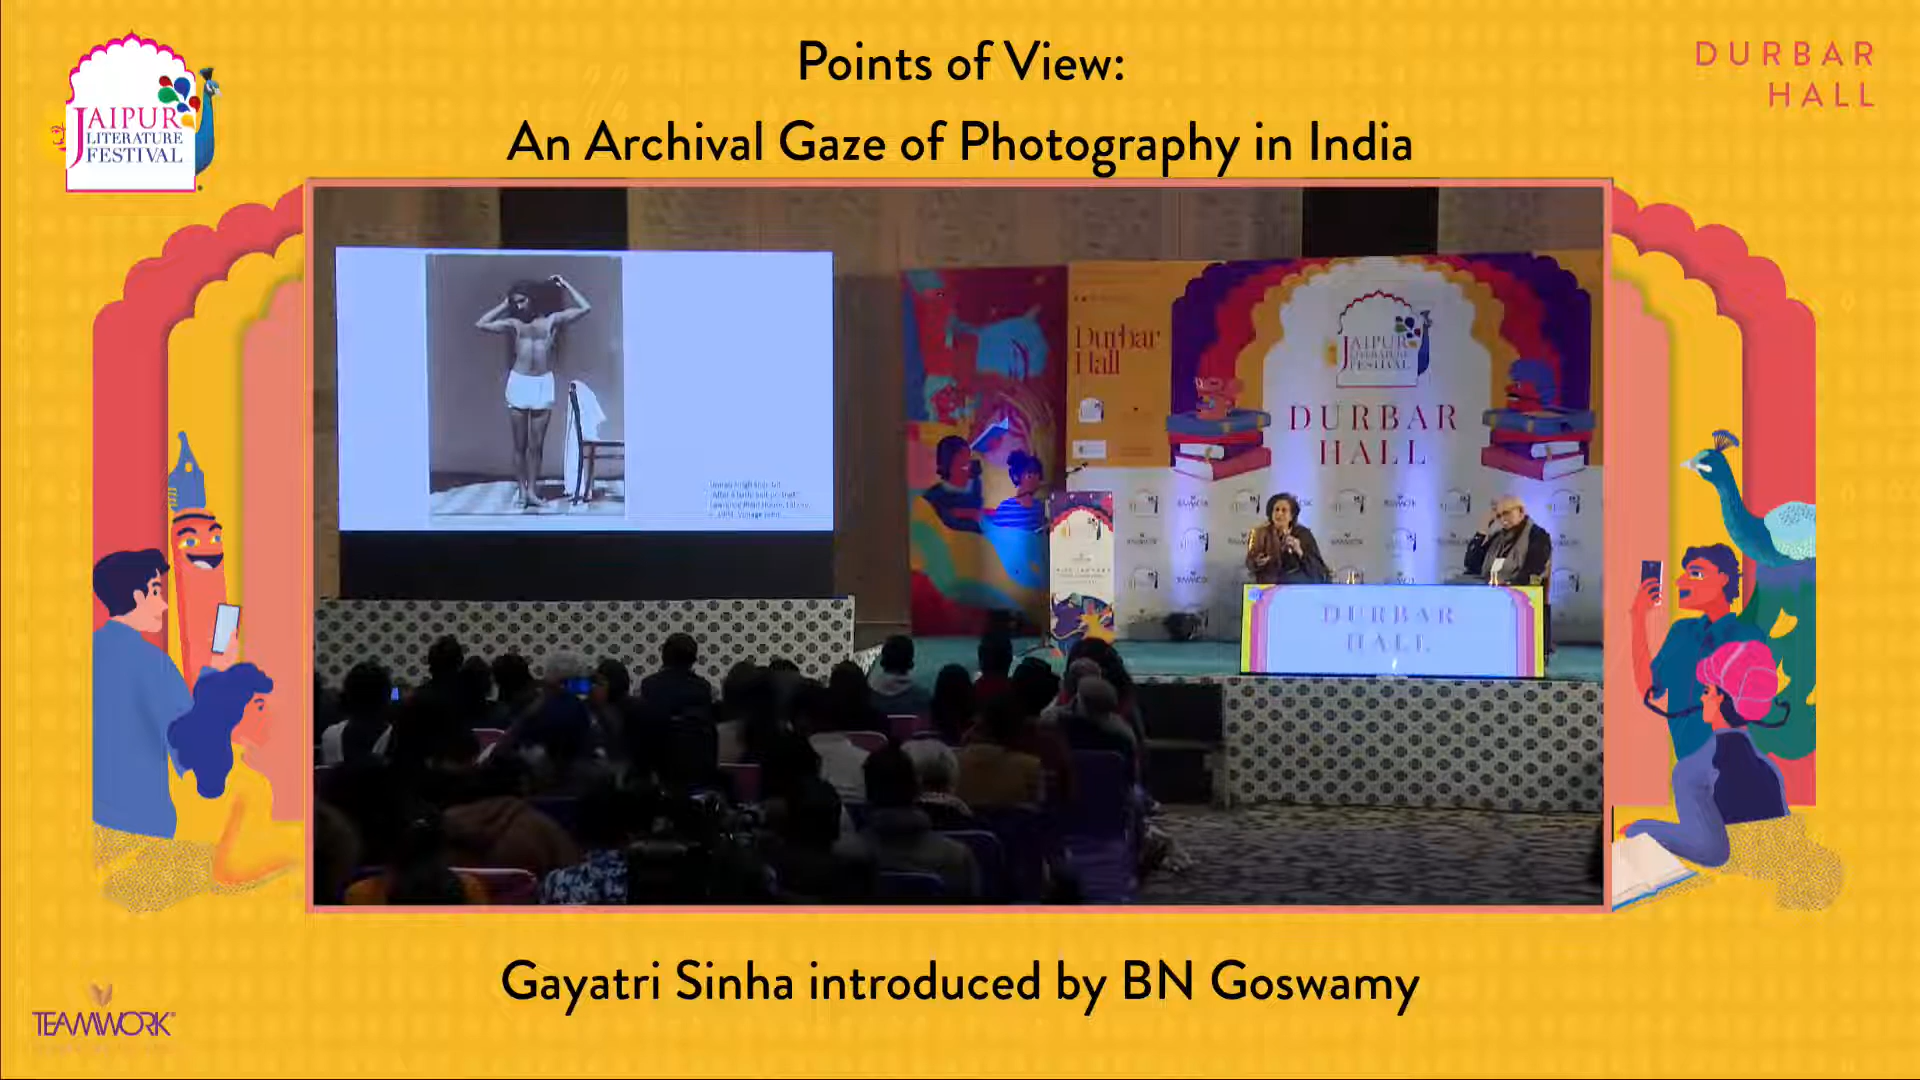 Points of View:
An Archival Gaze of Photography in India
DURBAR
HALL
JAIPUR
LITERATURE
FESTIVAL
Durbar
Hall
JAIPUR
LITERATURE
FESTIVAL
DURBAR
HALL
DURBAR
HALL
Gayatri Sinha introduced by BN Goswamy
TEAMWORK